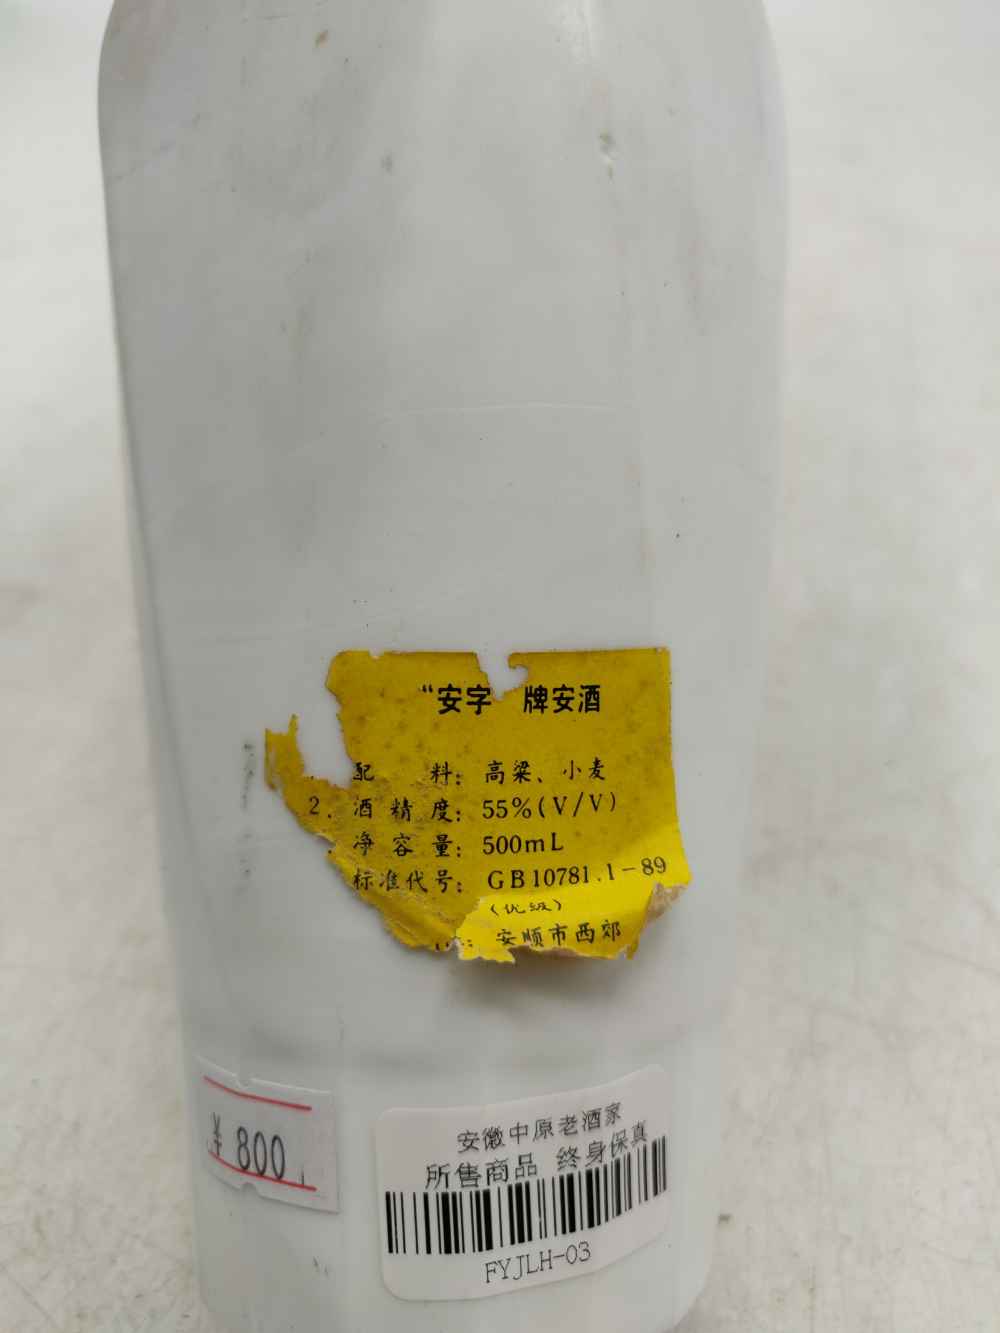 “安字 牌安酒
配 料：高梁、小麦
2．酒精度：55%(V/V)
净容量：500mL
标准代号：GB10781.1-89
(优级)
安顺市西郊
¥ 800
安徽中原老酒家
所售商品 终身保真
FYJLH-03